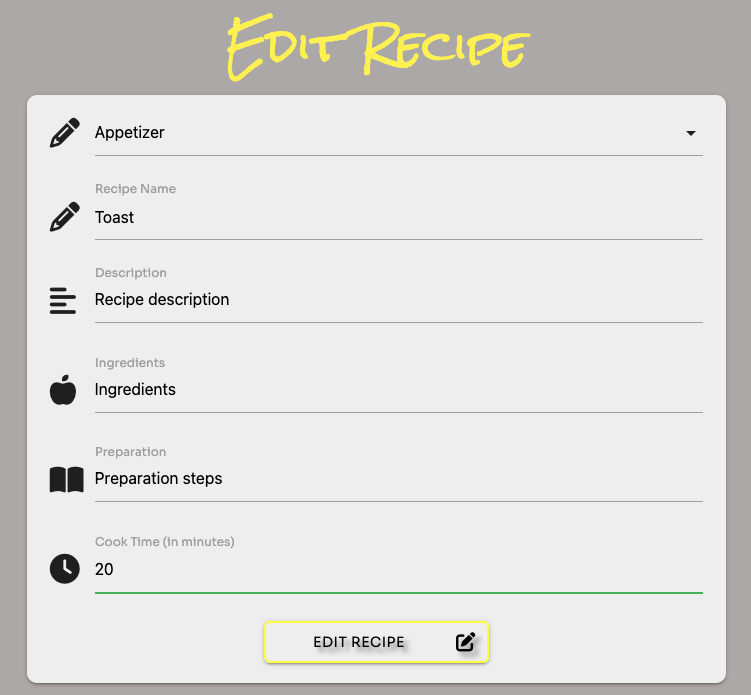 Edit Recipe
Appetizer
Recipe Name
Toast
Description
Recipe description
Ingredients
Ingredients
Preparation
Preparation steps
Cook Time (in minutes)
20
EDIT RECIPE